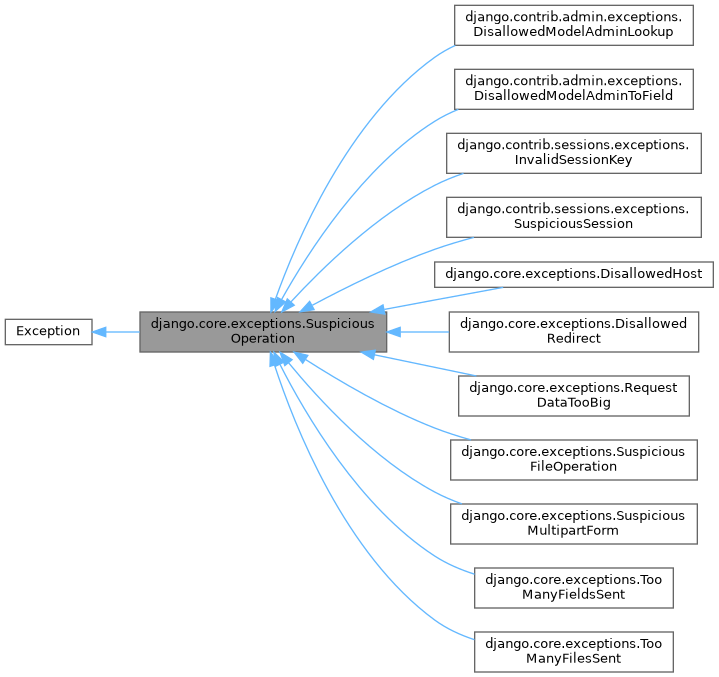 django.contrib.admin.exceptions.
DisallowedModelAdminLookup
django.contrib.admin.exceptions.
DisallowedModelAdminToField
django.contrib.sessions.exceptions.
InvalidSessionKey
django.contrib.sessions.exceptions.
SuspiciousSession
django.core.exceptions.DisallowedHost
Exception
django.core.exceptions.Suspicious
Operation
django.core.exceptions.Disallowed
Redirect
django.core.exceptions.Request
DataTooBig
django.core.exceptions.Suspicious
FileOperation
django.core.exceptions.Suspicious
MultipartForm
django.core.exceptions.Too
ManyFieldsSent
django.core.exceptions.Too
ManyFilesSent